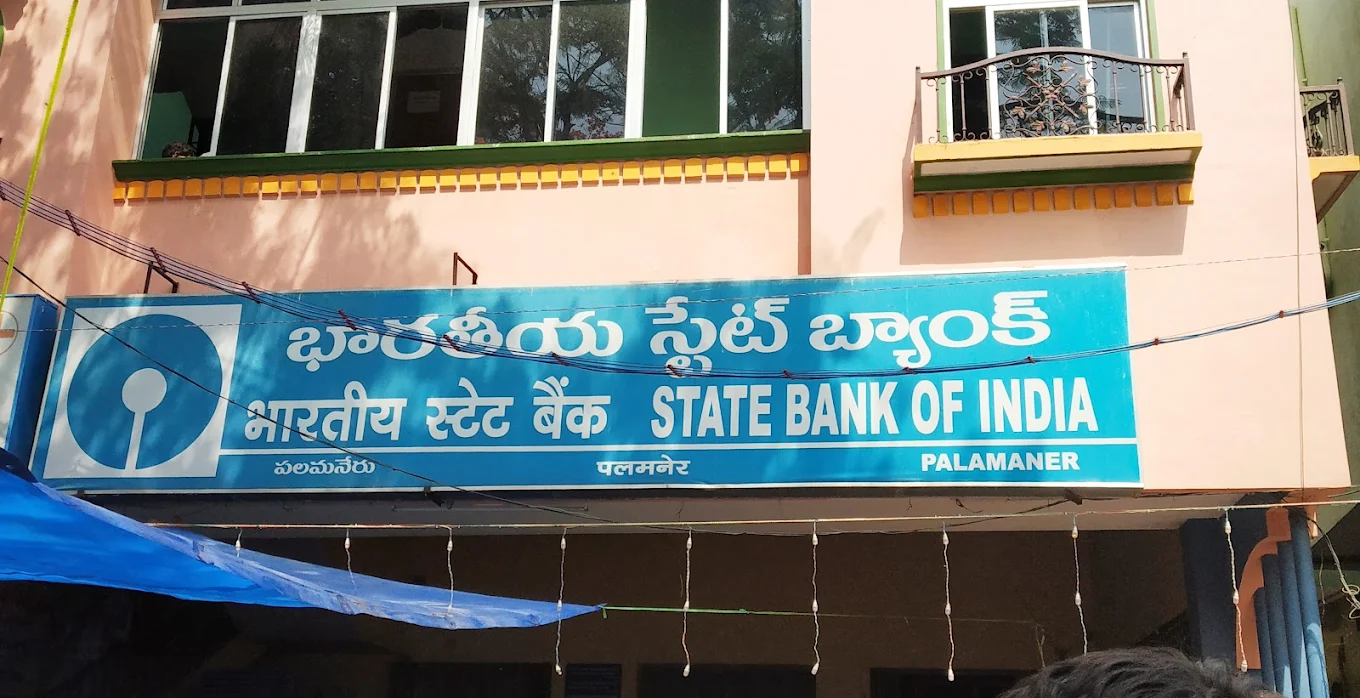 భారతీయ స్టేట్ బ్యాంక్
भारतीय स्टेट बैंक STATE BANK OF INDIA
పలమనేరు पलमनेर PALAMANER